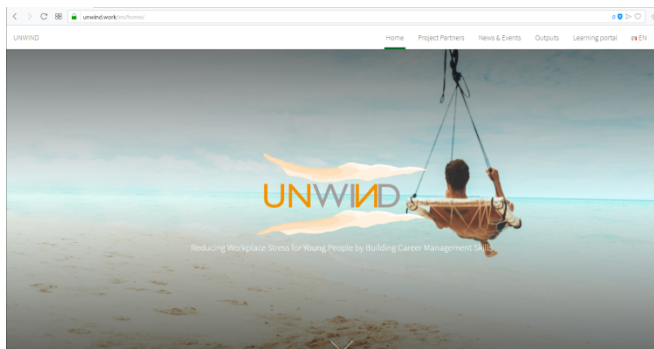 unwind.work/en/home/
0
UNWIND
Home Project Partners News & Events Outputs Learning portal EN
UNWIND
Reducing Workplace Stress for Young People by Building Career Management Skills